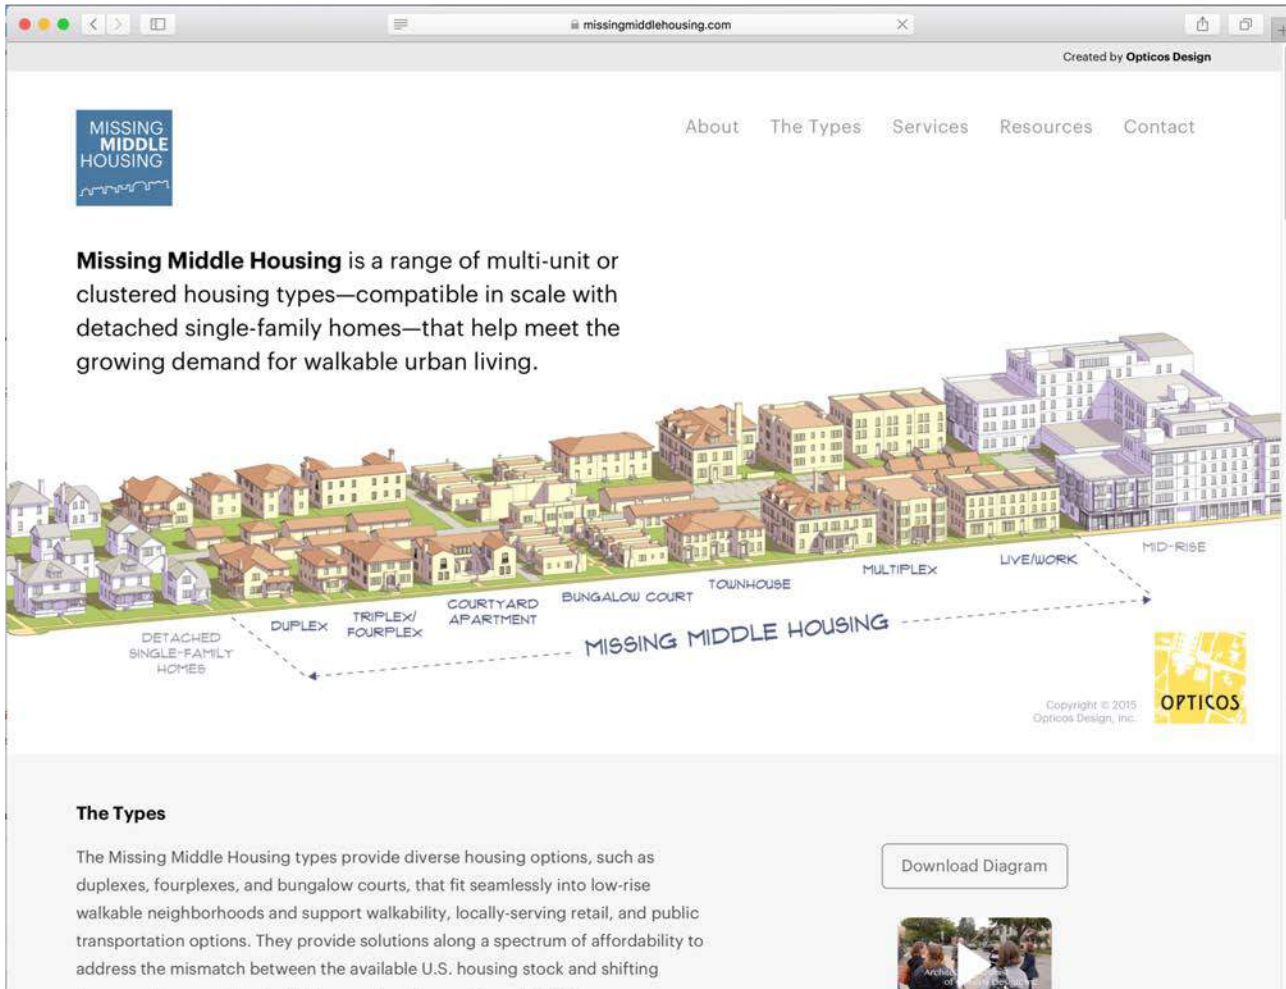 missingmiddlehousing.com
Created by Opticos Design
MISSING
MIDDLE
HOUSING
About
The Types
Services
Resources
Contact
Missing Middle Housing is a range of multi-unit or
clustered housing types—compatible in scale with
detached single-family homes—that help meet the
growing demand for walkable urban living.
DETACHED
SINGLE-FAMILY
HOMES
DUPLEX
TRIPLEX/
FOURPLEX
COURTYARD
APARTMENT
BUNGALOW COURT
TOWNHOUSE
MULTIPLEX
LIVE/WORK
MID-RISE
MISSING MIDDLE HOUSING
Copyright © 2015
Opticos Design, Inc.
OPTICOS
The Types
The Missing Middle Housing types provide diverse housing options, such as
duplexes, fourplexes, and bungalow courts, that fit seamlessly into low-rise
walkable neighborhoods and support walkability, locally-serving retail, and public
transportation options. They provide solutions along a spectrum of affordability to
address the mismatch between the available U.S. housing stock and shifting
Download Diagram
of Opticos Design, Inc